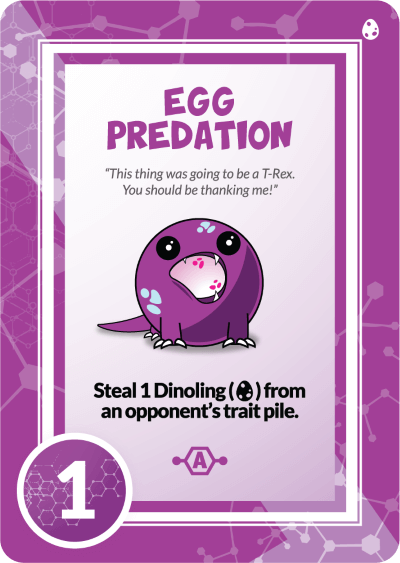 EGG
PREDATION
"This thing was going to be a T-Rex.
You should be thanking me!"
Steal 1 Dinoling ( ) from
an opponent's trait pile.
A
1